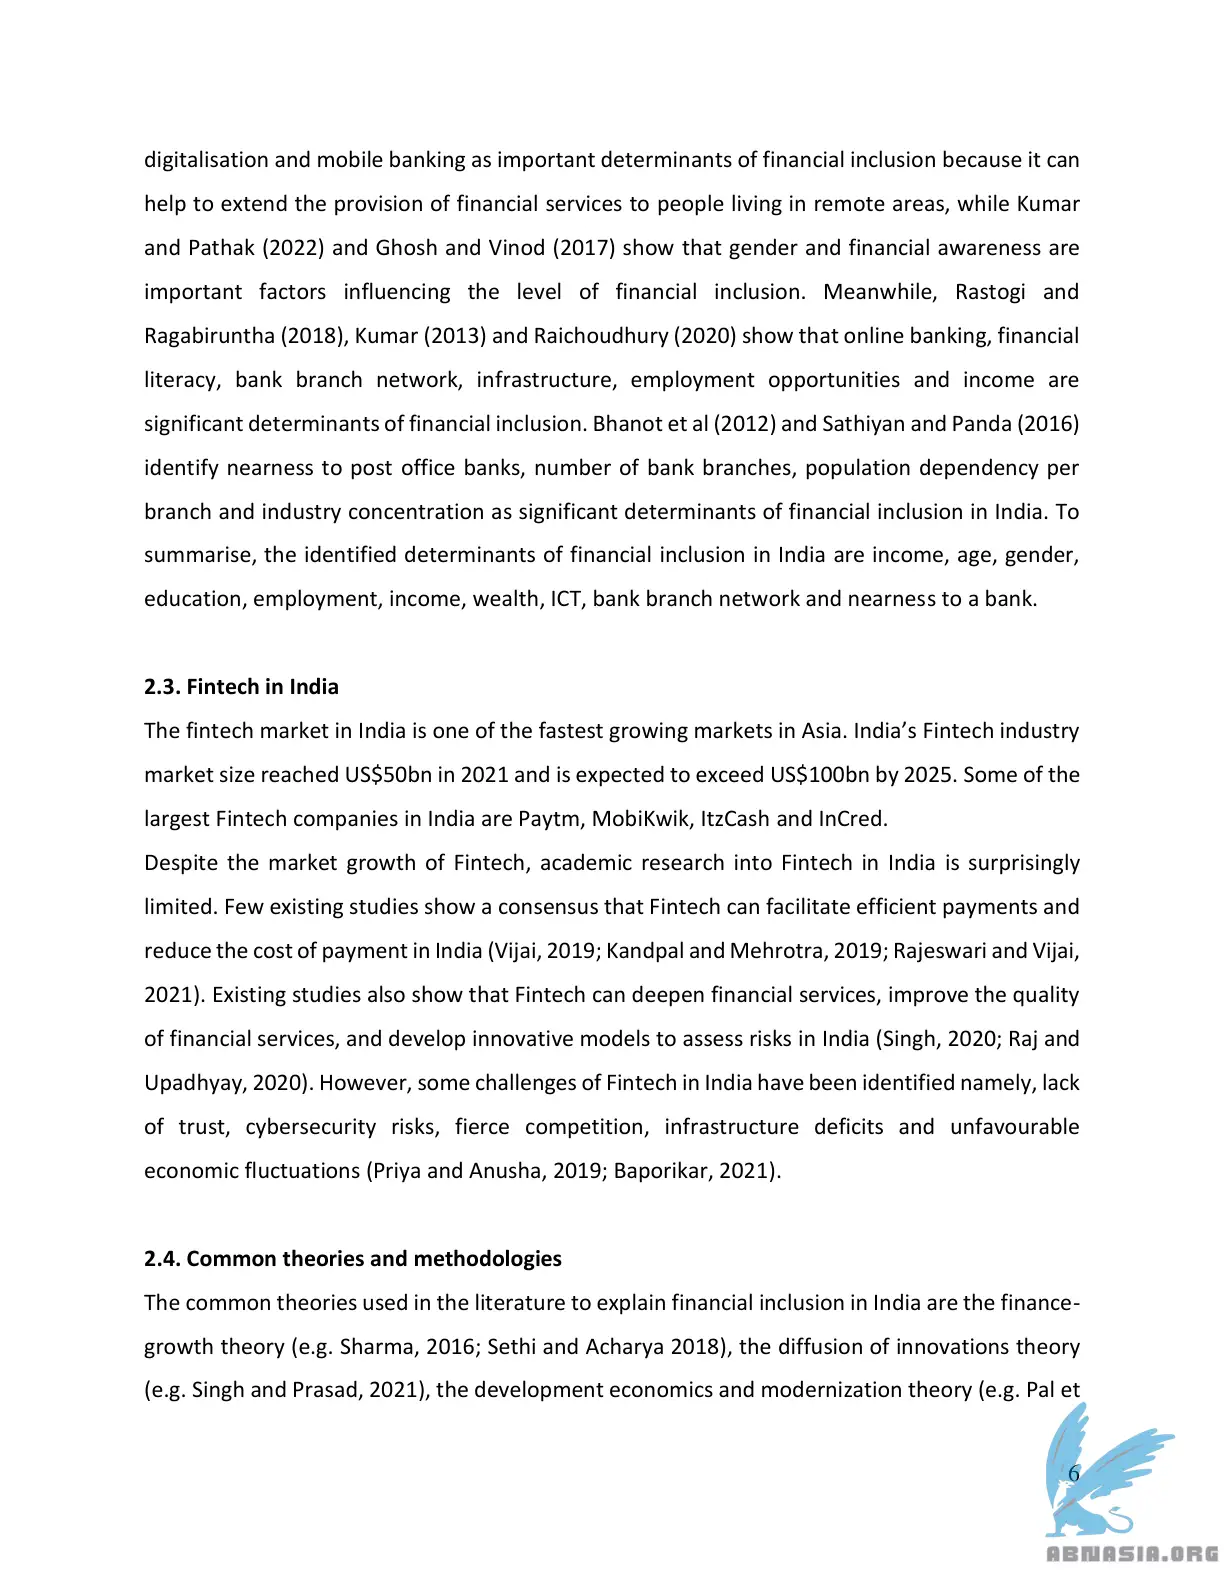 digitalisation and mobile banking as important determinants of financial inclusion because it can
help to extend the provision of financial services to people living in remote areas, while Kumar
and Pathak (2022) and Ghosh and Vinod (2017) show that gender and financial awareness are
important factors influencing the level of financial inclusion. Meanwhile, Rastogi and
Ragabiruntha (2018), Kumar (2013) and Raichoudhury (2020) show that online banking, financial
literacy, bank branch network, infrastructure, employment opportunities and income are
significant determinants of financial inclusion. Bhanot et al (2012) and Sathiyan and Panda (2016)
identify nearness to post office banks, number of bank branches, population dependency per
branch and industry concentration as significant determinants of financial inclusion in India. To
summarise, the identified determinants of financial inclusion in India are income, age, gender,
education, employment, income, wealth, ICT, bank branch network and nearness to a bank.
2.3. Fintech in India
The fintech market in India is one of the fastest growing markets in Asia. India’s Fintech industry
market size reached US$50bn in 2021 and is expected to exceed US$100bn by 2025. Some of the
largest Fintech companies in India are Paytm, MobiKwik, ItzCash and InCred.
Despite the market growth of Fintech, academic research into Fintech in India is surprisingly
limited. Few existing studies show a consensus that Fintech can facilitate efficient payments and
reduce the cost of payment in India (Vijai, 2019; Kandpal and Mehrotra, 2019; Rajeswari and Vijai,
2021). Existing studies also show that Fintech can deepen financial services, improve the quality
of financial services, and develop innovative models to assess risks in India (Singh, 2020; Raj and
Upadhyay, 2020). However, some challenges of Fintech in India have been identified namely, lack
of trust, cybersecurity risks, fierce competition, infrastructure deficits and unfavourable
economic fluctuations (Priya and Anusha, 2019; Baporikar, 2021).
2.4. Common theories and methodologies
The common theories used in the literature to explain financial inclusion in India are the finance-
growth theory (e.g. Sharma, 2016; Sethi and Acharya 2018), the diffusion of innovations theory
(e.g. Singh and Prasad, 2021), the development economics and modernization theory (e.g. Pal et
6
ABNASIA.ORG